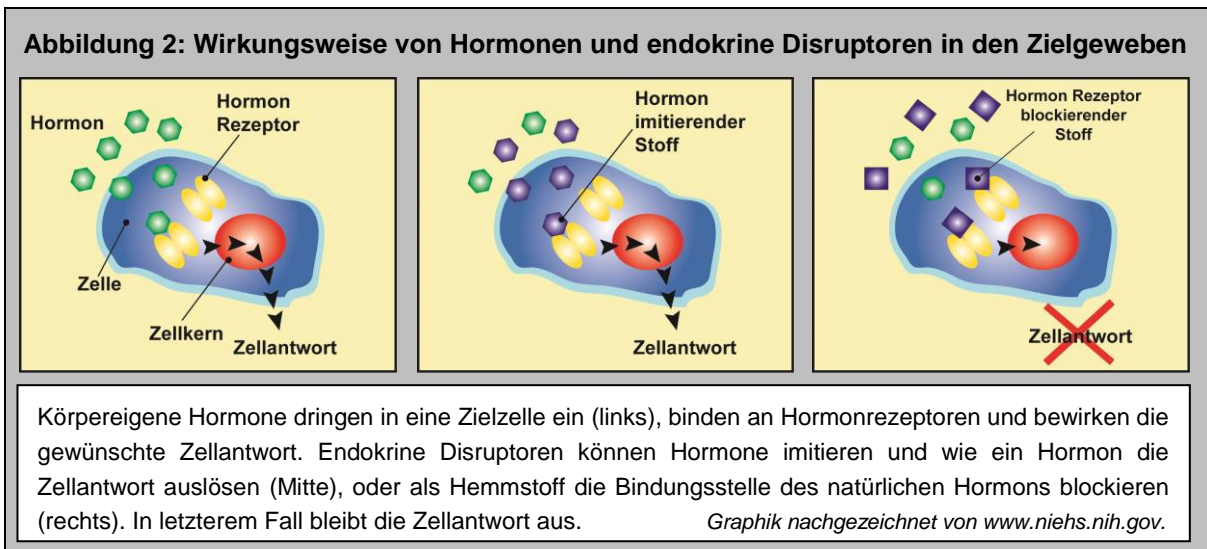 Abbildung 2: Wirkungsweise von Hormonen und endokrine Disruptoren in den Zielgeweben
Hormon
Hormon
Rezeptor
Zelle
Zellkern
Zellantwort
Hormon
imitierender
Stoff
Zellantwort
Hormon Rezeptor
blockierender
Stoff
Zellantwort
Körpereigene Hormone dringen in eine Zielzelle ein (links), binden an Hormonrezeptoren und bewirken die
gewünschte Zellantwort. Endokrine Disruptoren können Hormone imitieren und wie ein Hormon die
Zellantwort auslösen (Mitte), oder als Hemmstoff die Bindungsstelle des natürlichen Hormons blockieren
(rechts). In letzterem Fall bleibt die Zellantwort aus. Graphik nachgezeichnet von www.niehs.nih.gov.